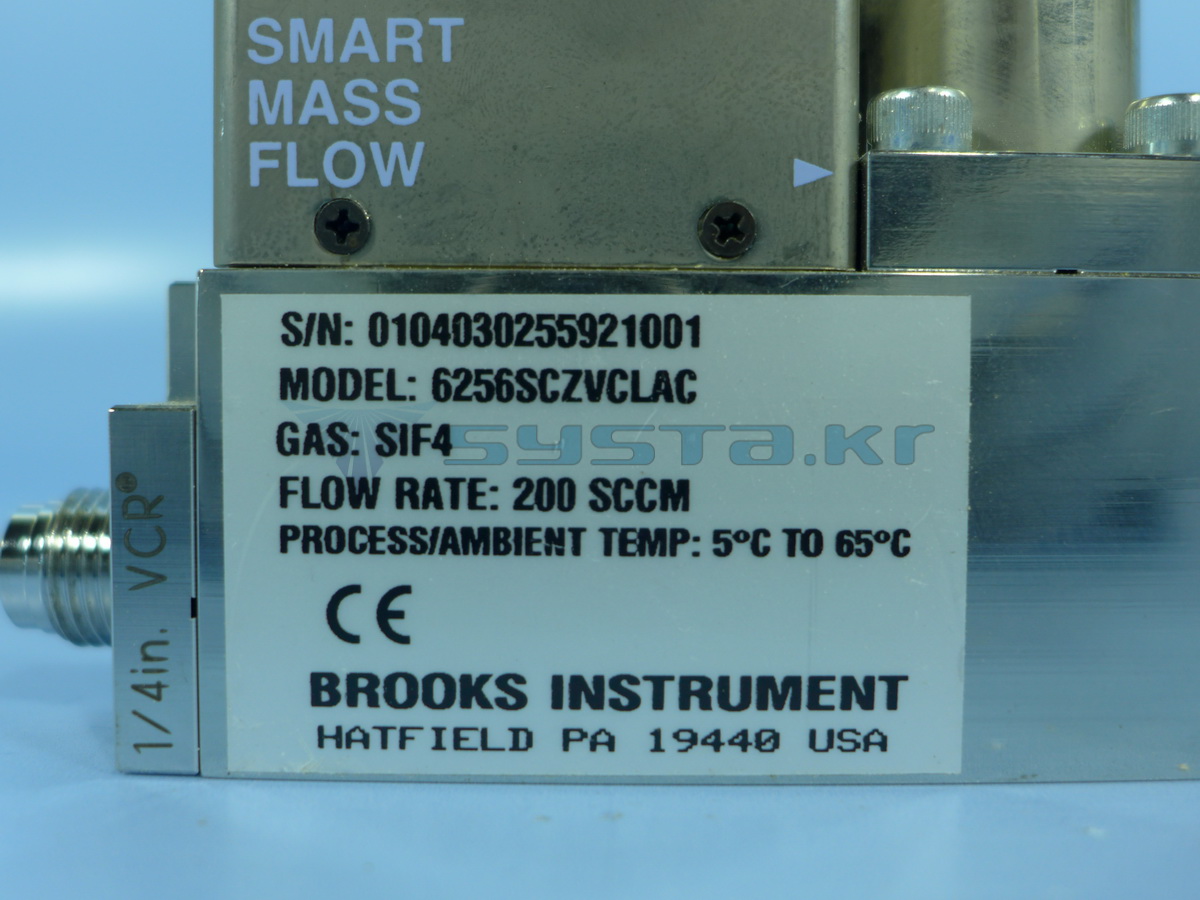 SMART
MASS
FLOW
S/N: 0104030255921001
MODEL: 6256SCZVCLAC
GAS: SIF4
systa.kr
FLOW RATE: 200 SCCM
PROCESS/AMBIENT TEMP: 5°C TO 65°C
CE
BROOKS INSTRUMENT
HATFIELD PA 19440 USA
1/4in. VCR®